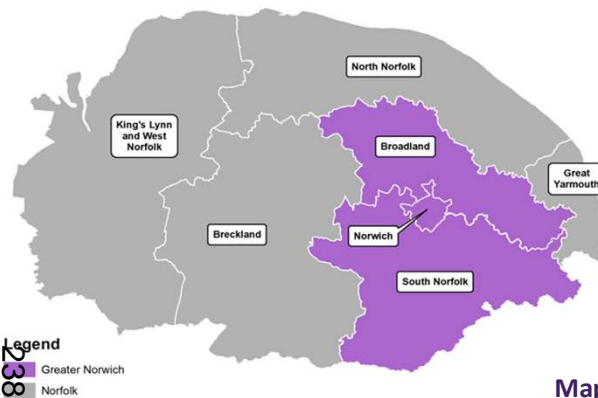 North Norfolk
King's Lynn
and West
Norfolk
Broadland
Great
Yarmouth
Breckland
Norwich
South Norfolk
Legend
Greater Norwich
Norfolk
238
Map